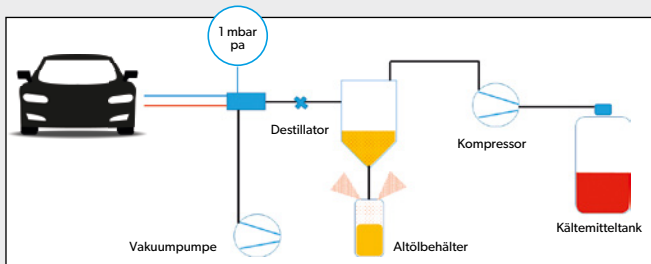 1 mbar
pa
Destillator
Kompressor
Kältemitteltank
Vakuumpumpe
Altölbehälter